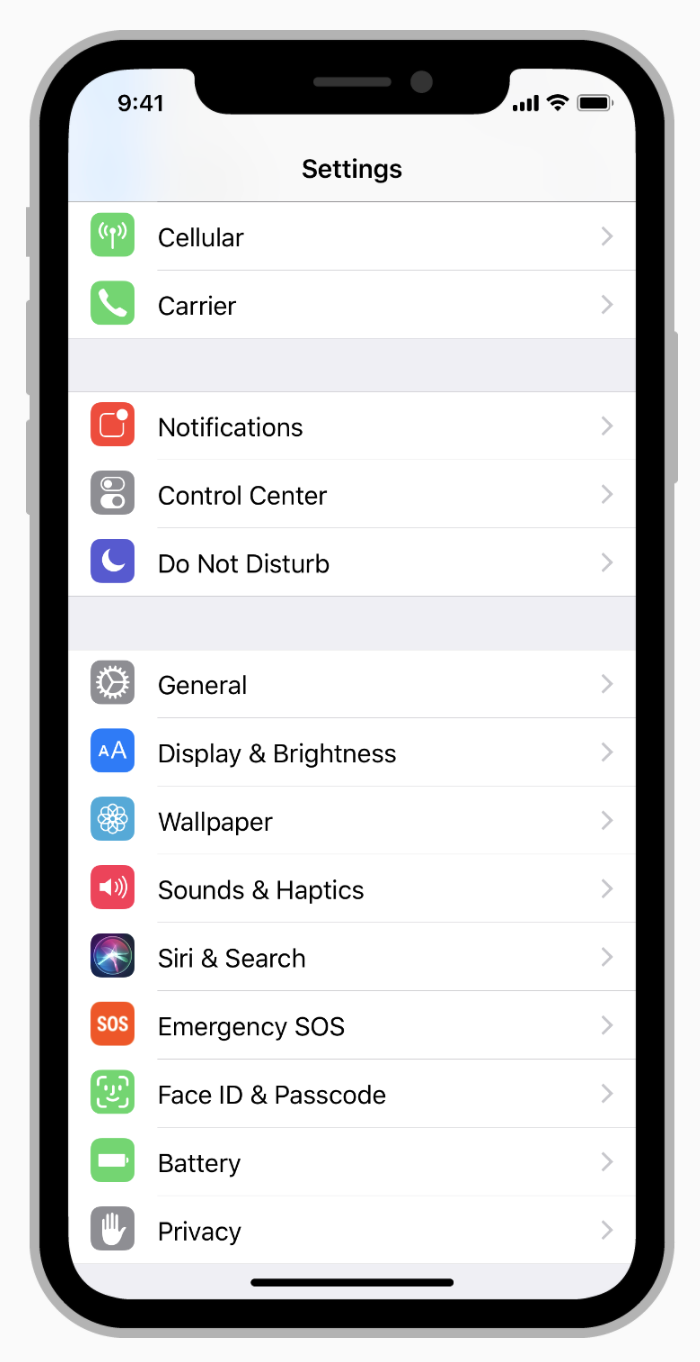 9:41
Settings
Cellular
Carrier
Notifications
Control Center
Do Not Disturb
General
AA Display & Brightness
Wallpaper
Sounds & Haptics
Siri & Search
SOS Emergency SOS
Face ID & Passcode
Battery
Privacy